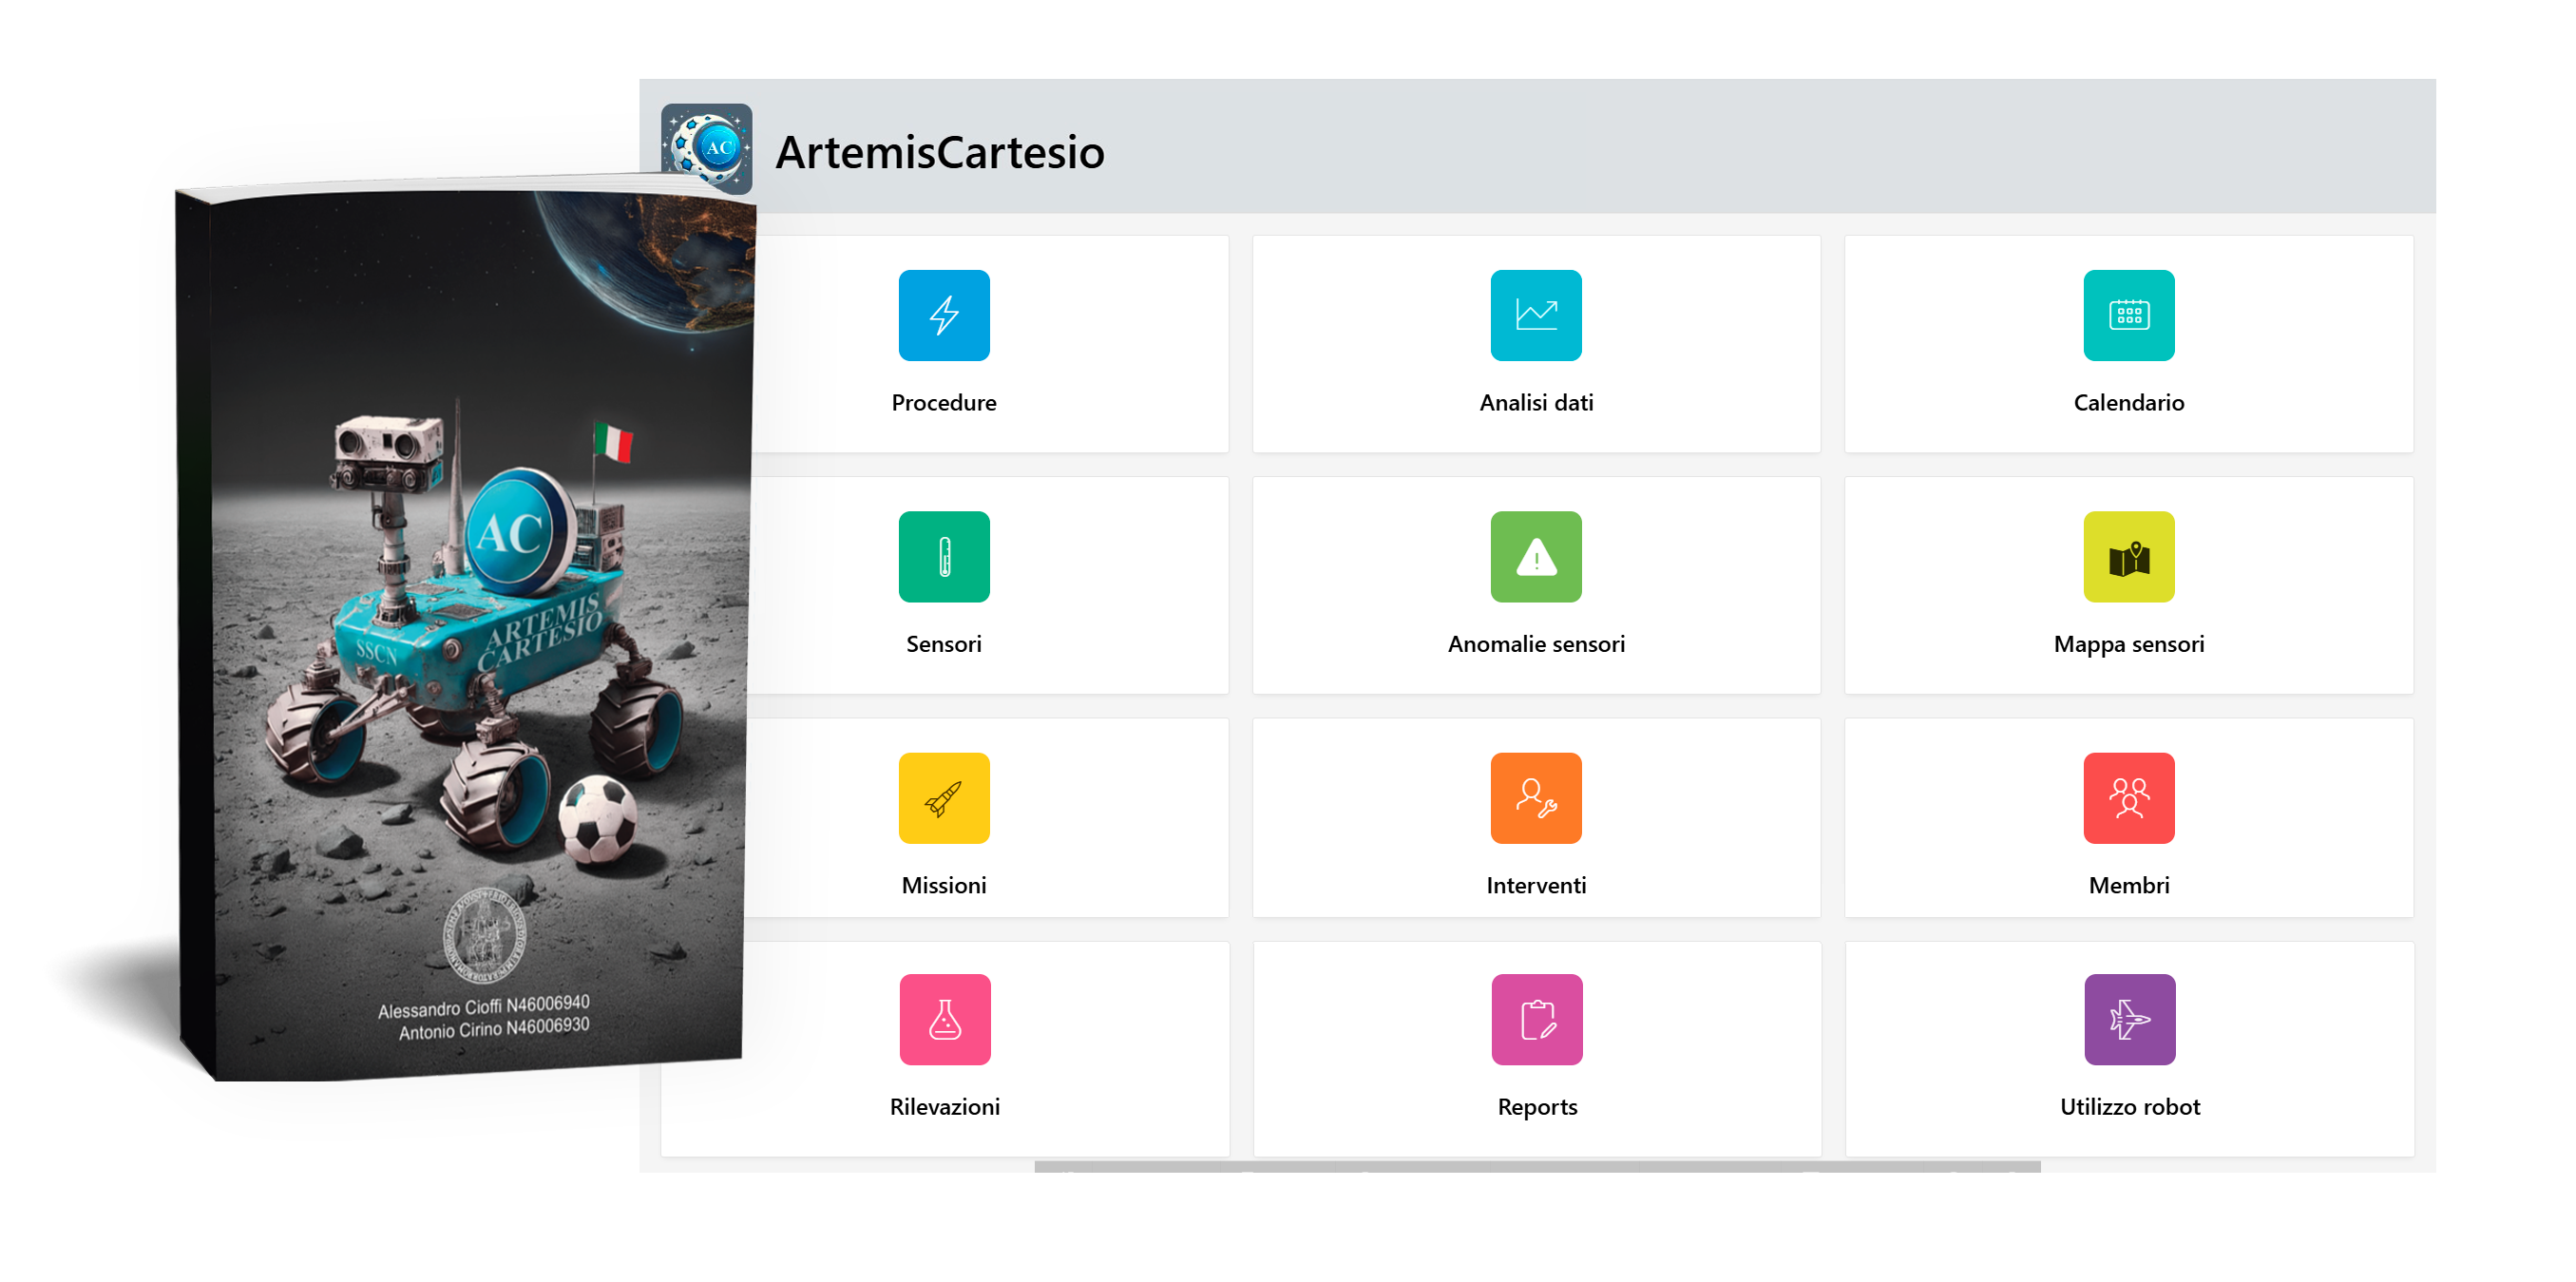 AC
ArtemisCartesio
Procedure
Analisi dati
Calendario
Sensori
Anomalie sensori
Mappa sensori
Missioni
Interventi
Membri
Rilevazioni
Reports
Utilizzo robot
AC
ARTEMIS
CARTESIO
SSCN
Alessandro Cioffi N46006940
Antonio Cirino N46006930